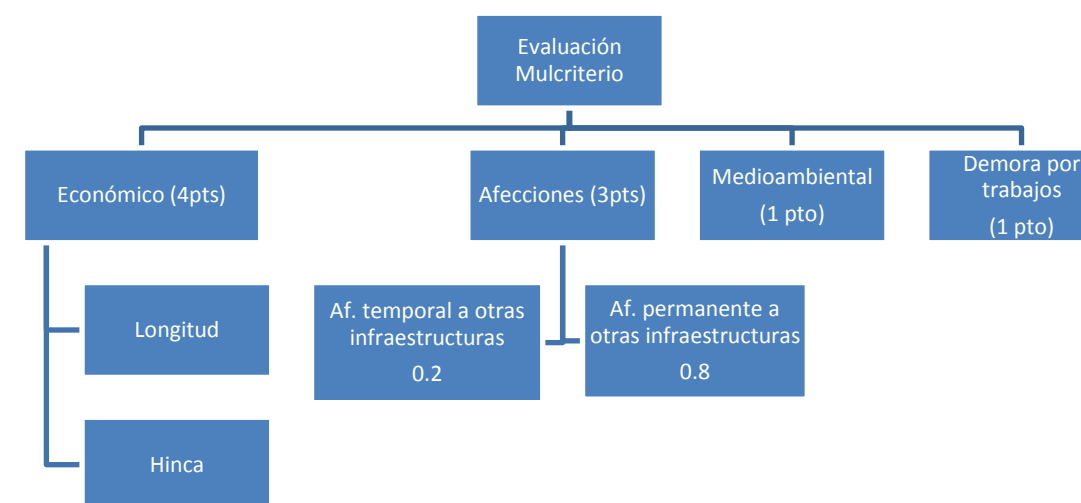 Evaluación
Mulcriterio
Económico (4pts)
Afecciones (3pts)
Medioambiental
(1 pto)
Demora por
trabajos
(1 pto)
Longitud
Hinca
Af. temporal a otras
infraestructuras
0.2
Af. permanente a
otras infraestructuras
0.8